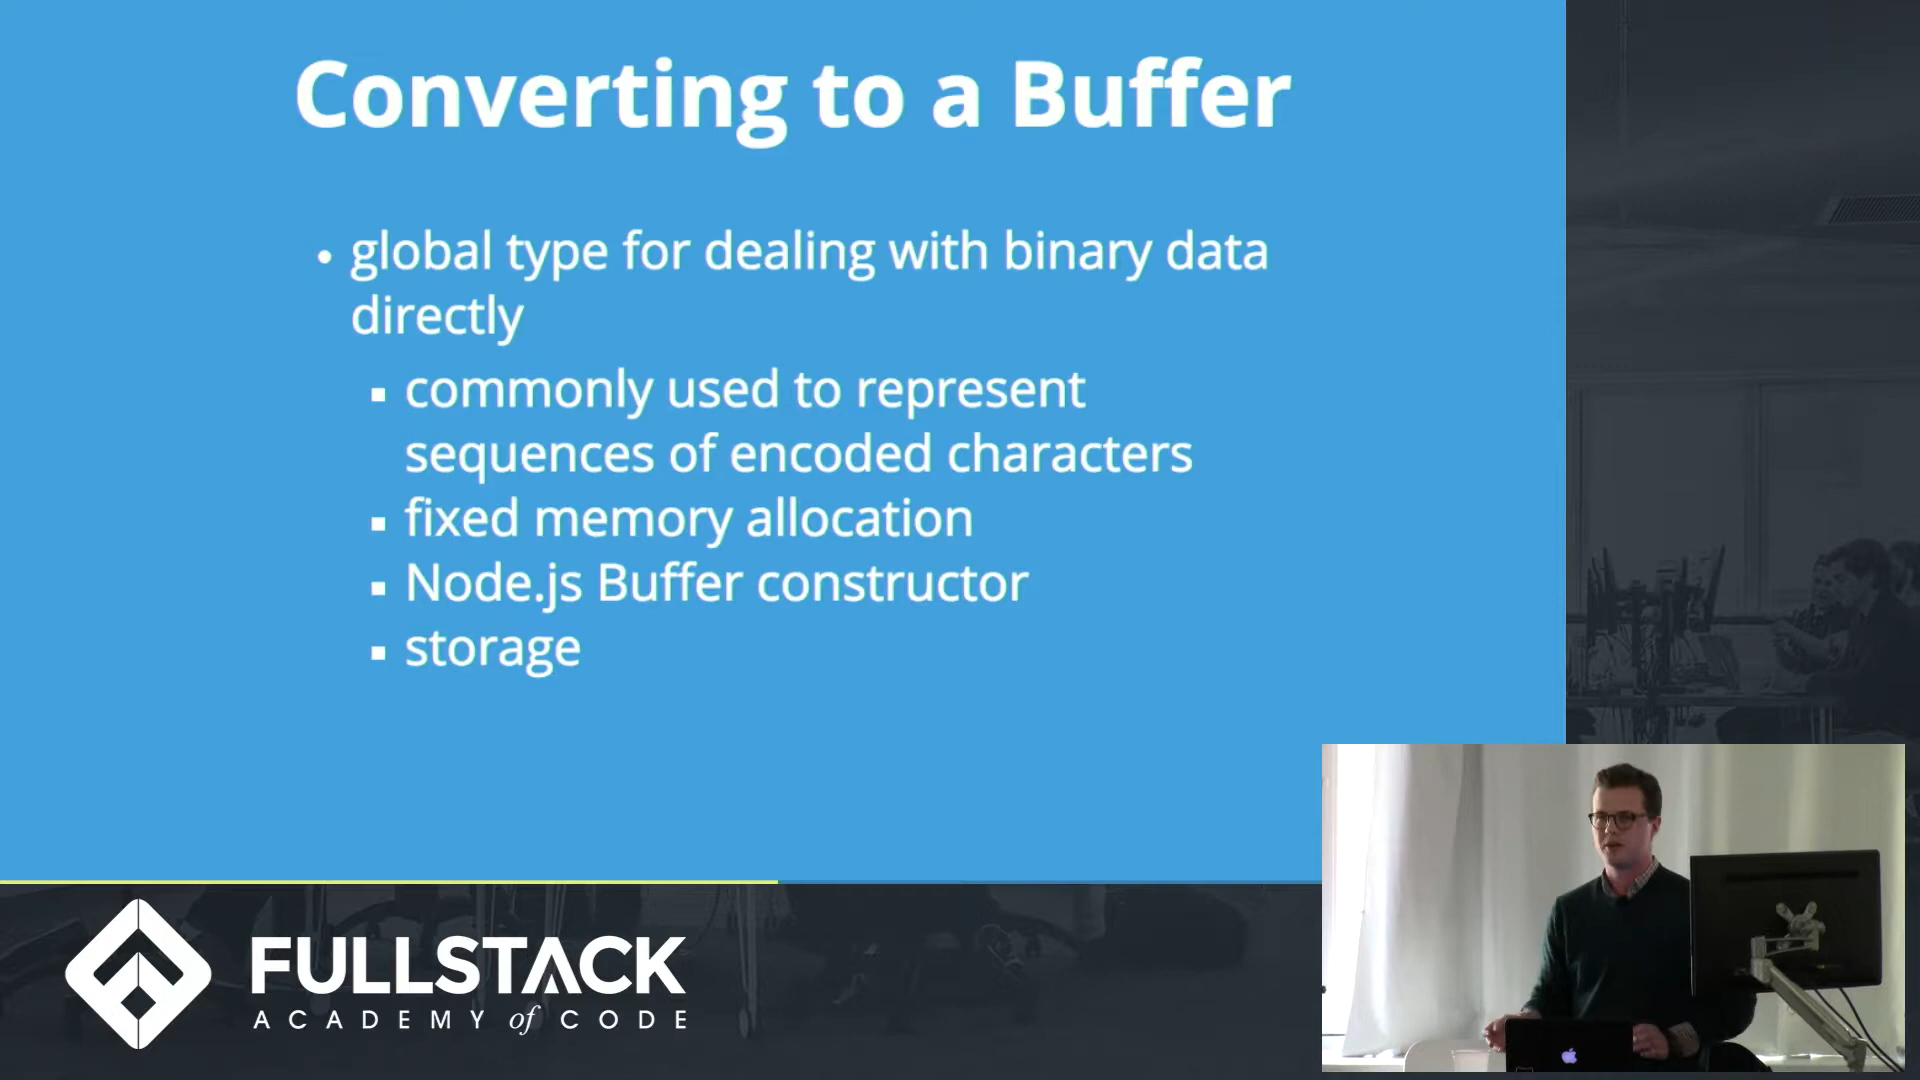 Converting to a Buffer
global type for dealing with binary data
directly
commonly used to represent
sequences of encoded characters
fixed memory allocation
Node.js Buffer constructor
storage
FULLSTACK
ACADEMY of CODE